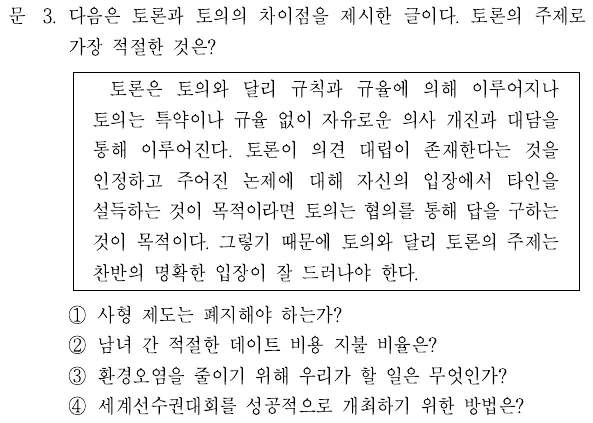 문 3. 다음은 토론과 토의의 차이점을 제시한 글이다. 토론의 주제로
가장 적절한 것은?
토론은 토의와 달리 규칙과 규율에 의해 이루어지나
토의는 특약이나 규율 없이 자유로운 의사 개진과 대담을
통해 이루어진다. 토론이 의견 대립이 존재한다는 것을
인정하고 주어진 논제에 대해 자신의 입장에서 타인을
설득하는 것이 목적이라면 토의는 협의를 통해 답을 구하는
것이 목적이다. 그렇기 때문에 토의와 달리 토론의 주제는
찬반의 명확한 입장이 잘 드러나야 한다.
① 사형 제도는 폐지해야 하는가?
② 남녀 간 적절한 데이트 비용 지불 비율은?
③ 환경오염을 줄이기 위해 우리가 할 일은 무엇인가?
④ 세계선수권대회를 성공적으로 개최하기 위한 방법은?